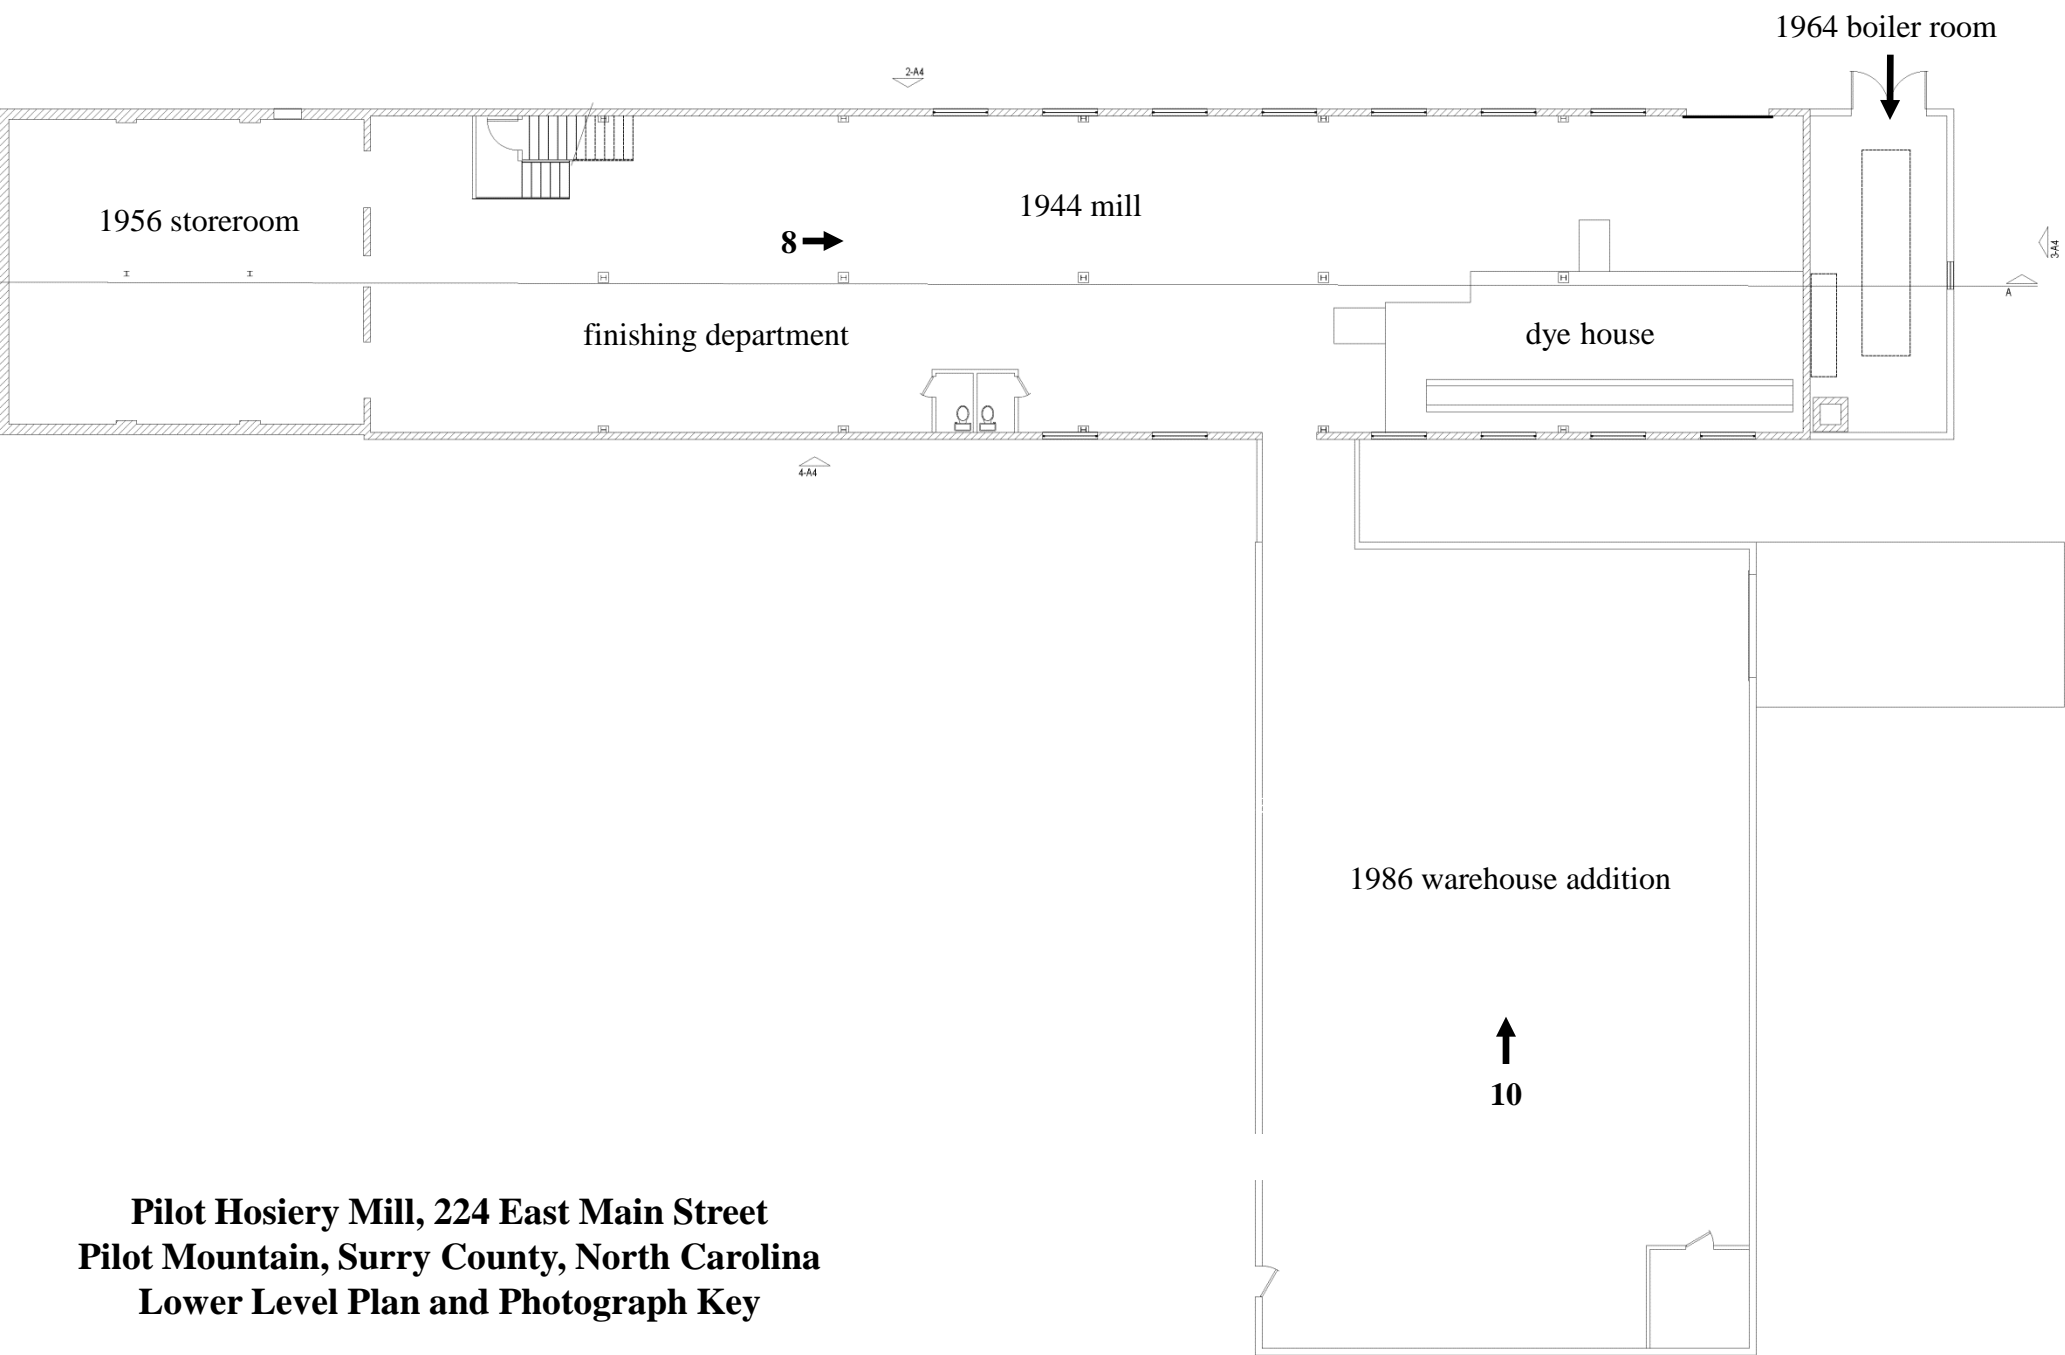 1964 boiler room
2-A4
1944 mill
1956 storeroom
8
3-A4
A
finishing department
dye house
4-A4
1986 warehouse addition
10
Pilot Hosiery Mill, 224 East Main Street
Pilot Mountain, Surry County, North Carolina
Lower Level Plan and Photograph Key